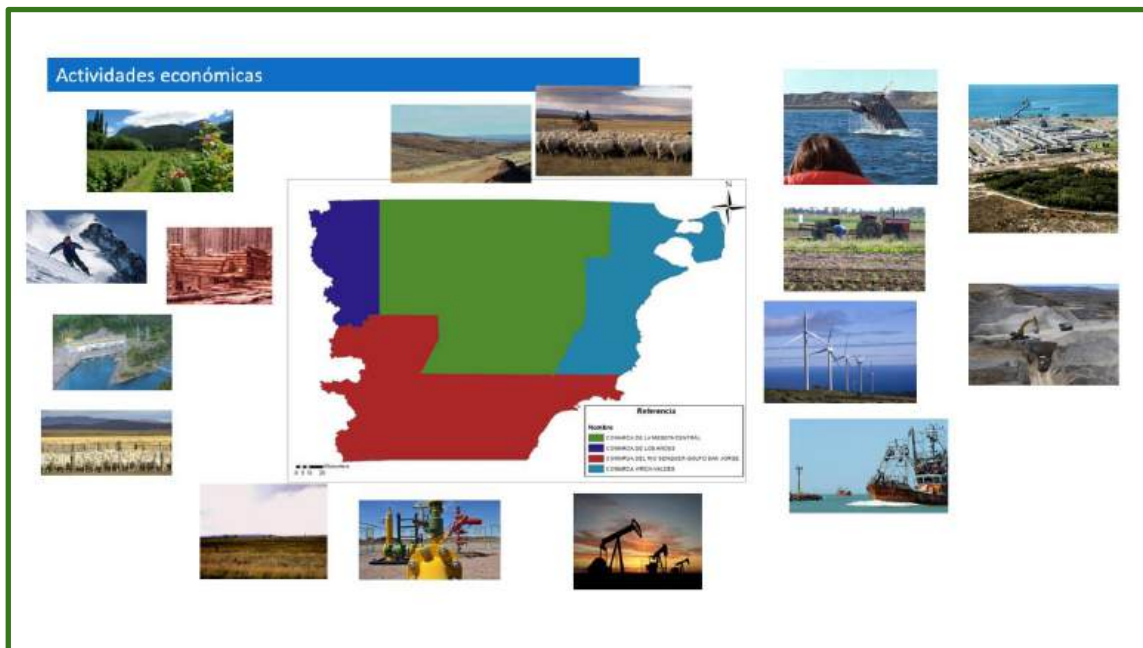 Actividades económicas
N
Referencia
Nombre
COMARCA DE LA MESETA CENTRAL
COMARCA DE LOS ANDES
COMARCA DEL RIO SENGUER-GOLFO SAN JORGE
COMARCA VIRCH-VALDES